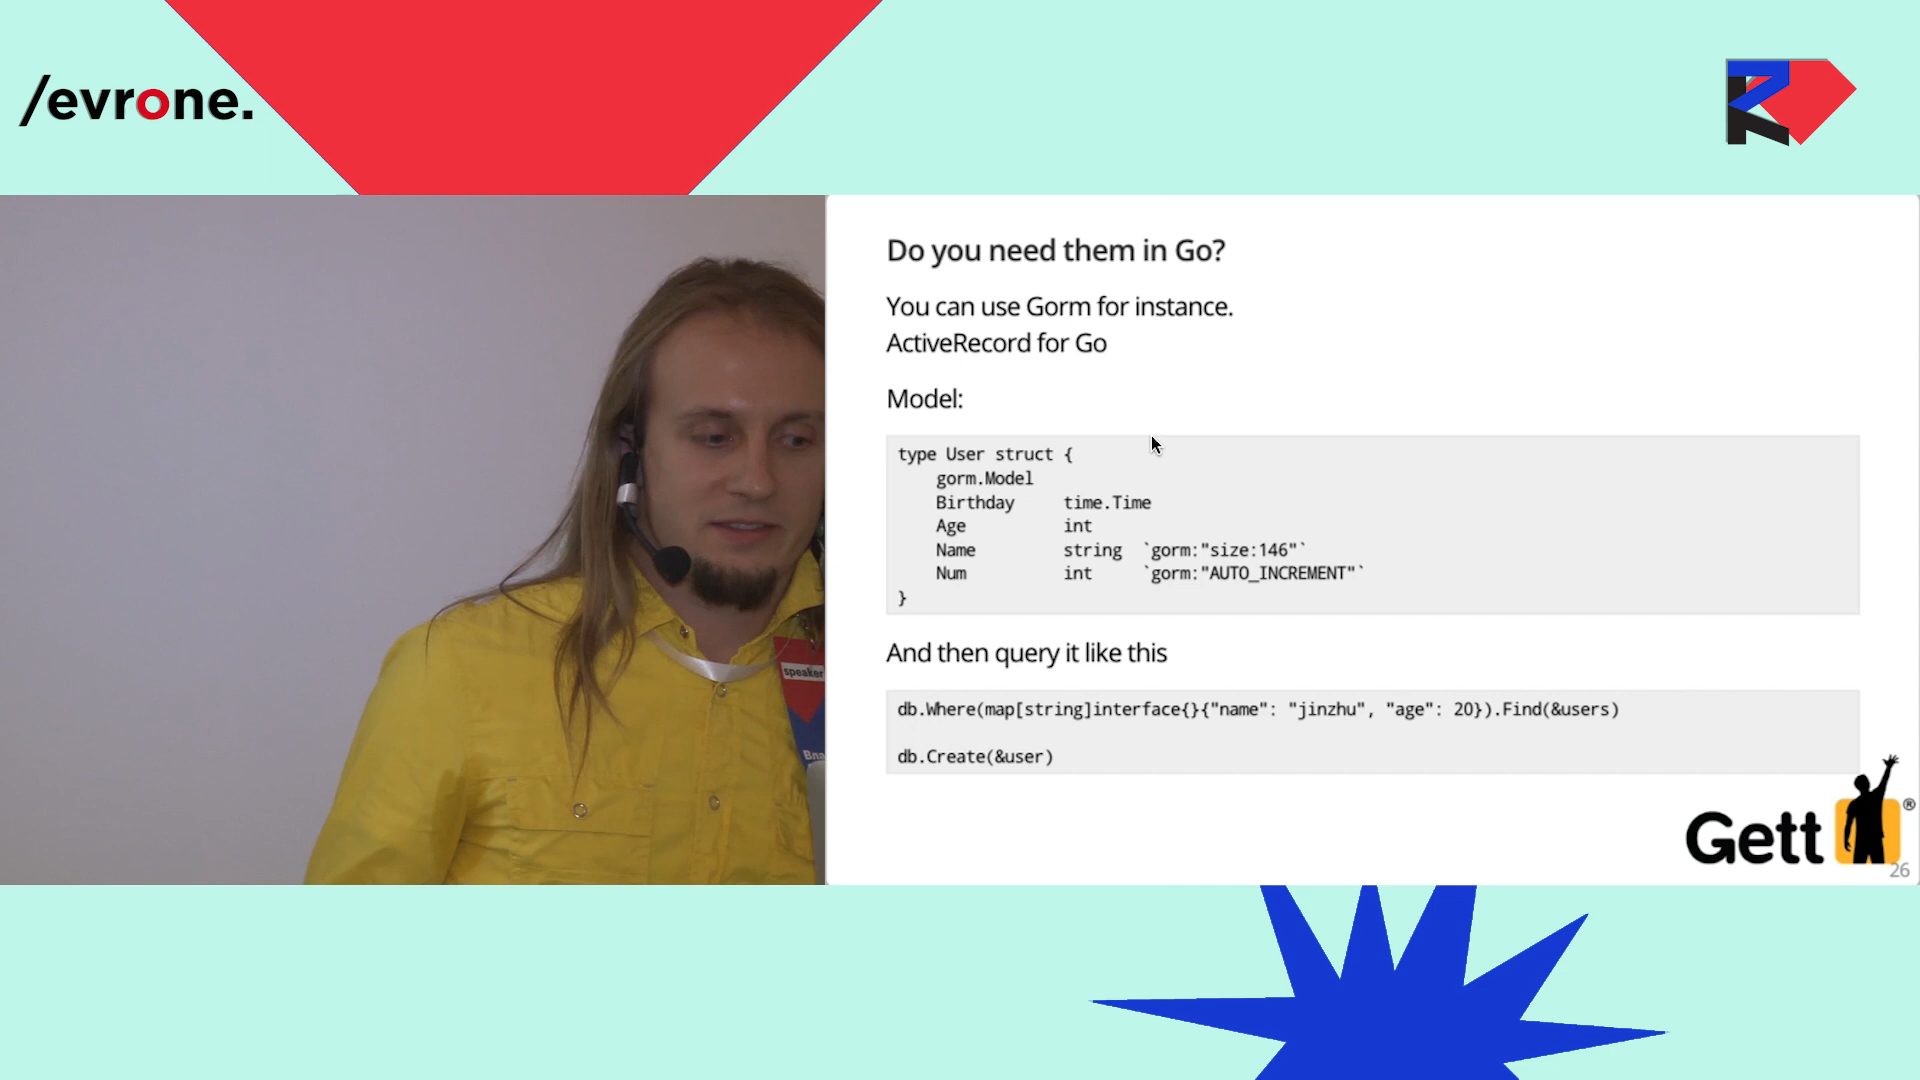 /evrone.
Do you need them in Go?
You can use Gorm for instance.
ActiveRecord for Go
Model:
type User struct {
    gorm.Model
    Birthday     time.Time
    Age          int
    Name         string  `gorm:"size:146"`
    Num          int     `gorm:"AUTO_INCREMENT"`
}
And then query it like this
db.Where(map[string]interface{}{"name": "jinzhu", "age": 20}).Find(&users)
db.Create(&user)
Gett®
26
speaker